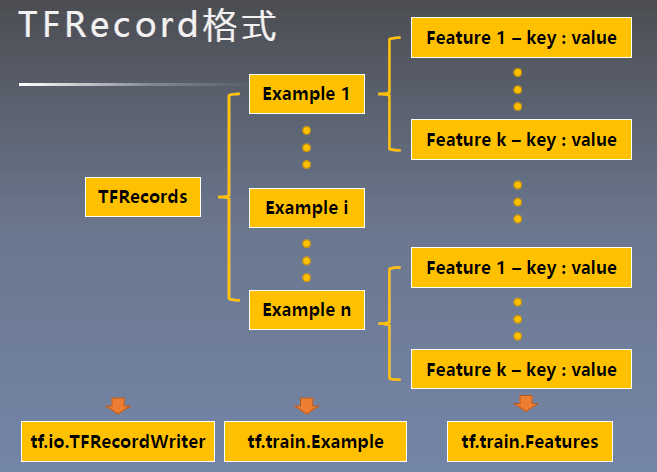 TFRecord格式
Feature 1 – key : value
Example 1
Feature k – key : value
TFRecords
Example i
Feature 1 – key : value
Example n
Feature k – key : value
tf.io.TFRecordWriter
tf.train.Example
tf.train.Features